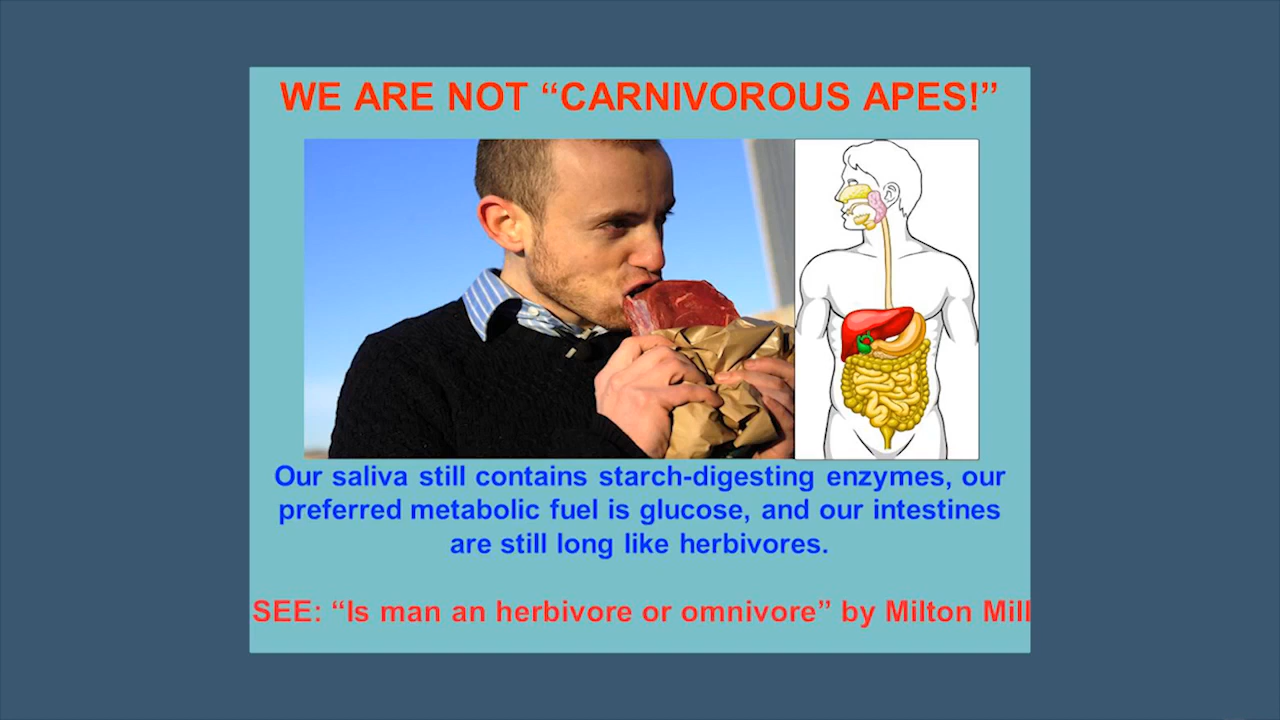 WE ARE NOT “CARNIVOROUS APES!”
Our saliva still contains starch-digesting enzymes, our
preferred metabolic fuel is glucose, and our intestines
are still long like herbivores.
SEE: “Is man an herbivore or omnivore” by Milton Mill